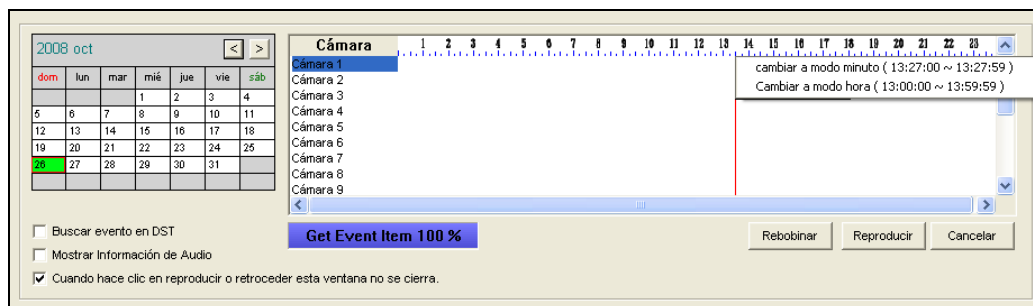 2008 oct < >
dom lun mar mié jue vie sáb
1 2 3 4
5 6 7 8 9 10 11
12 13 14 15 16 17 18
19 20 21 22 23 24 25
26 27 28 29 30 31
Buscar evento en DST
Mostrar Información de Audio
Cuando hace clic en reproducir o retroceder esta ventana no se cierra.
Cámara 1 2 3 4 5 6 7 8 9 10 11 12 13 14 15 16 17 18 19 20 21 22 23
Cámara 1
Cámara 2
Cámara 3
Cámara 4
Cámara 5
Cámara 6
Cámara 7
Cámara 8
Cámara 9
cambiar a modo minuto ( 13:27:00 ~ 13:27:59 )
Cambiar a modo hora ( 13:00:00 ~ 13:59:59 )
Get Event Item 100 %
Rebobinar Reproducir Cancelar